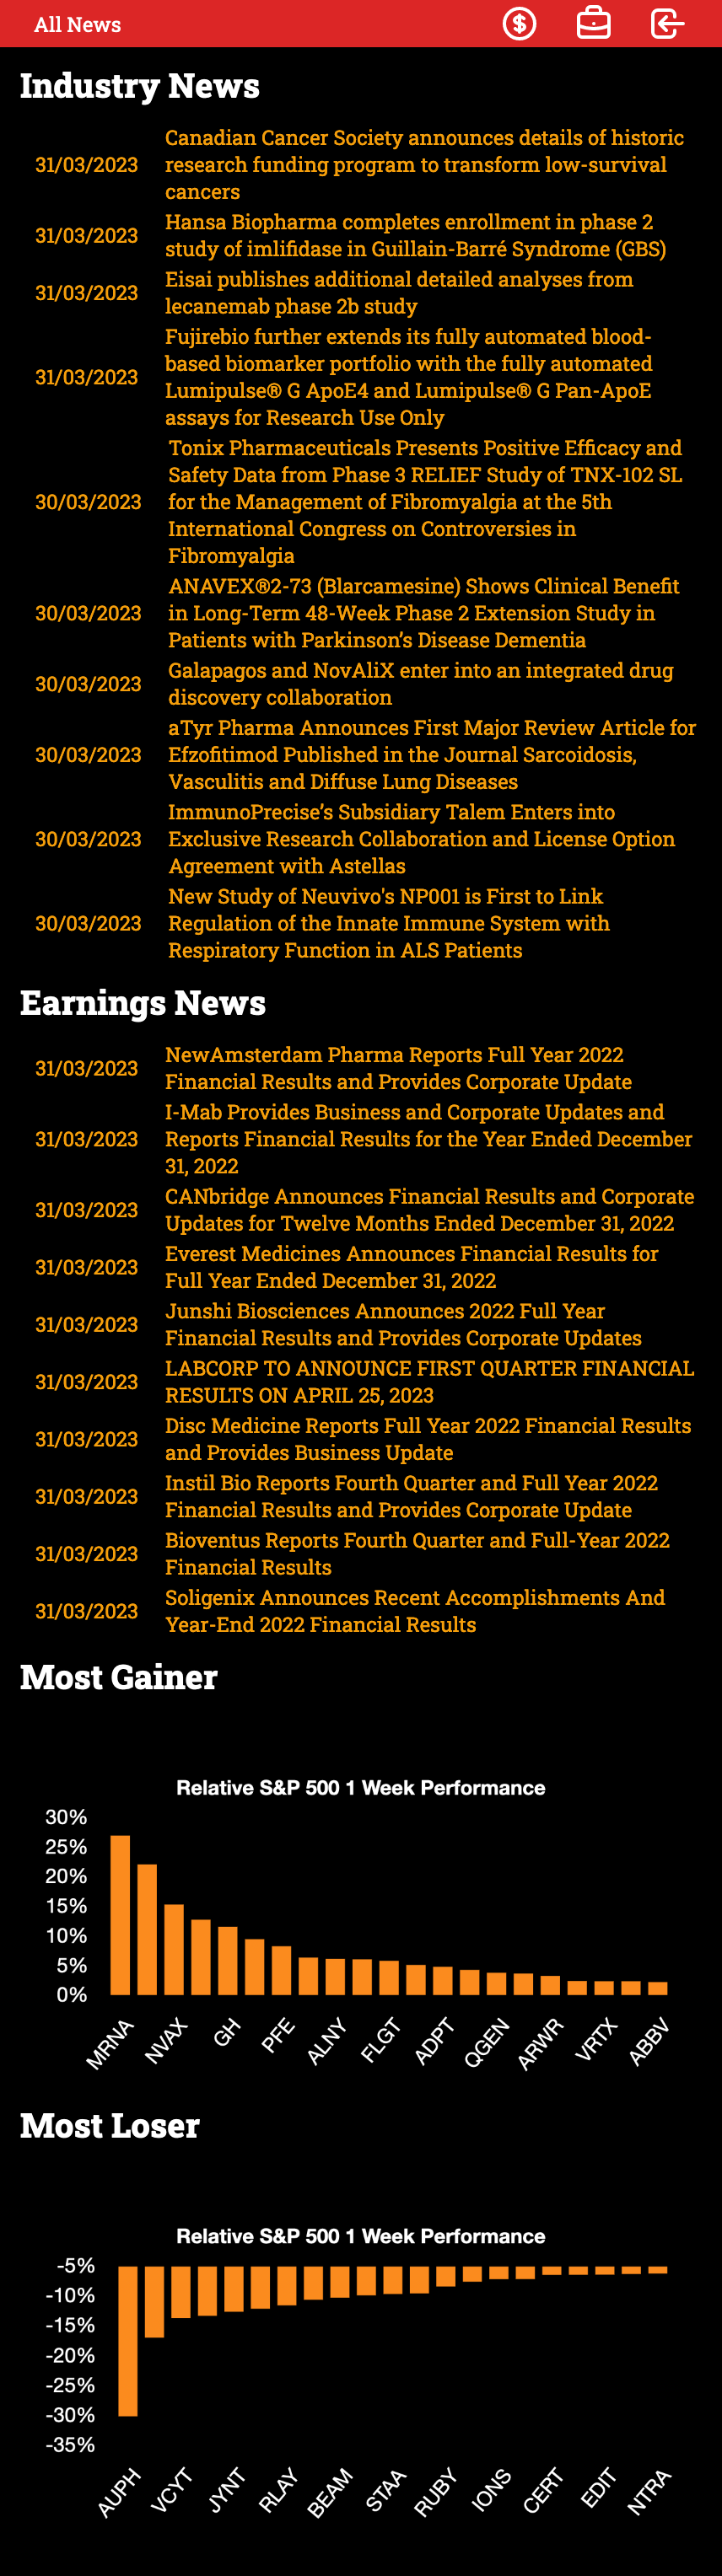 All News
Industry News
31/03/2023
Canadian Cancer Society announces details of historic
research funding program to transform low-survival
cancers
31/03/2023
Hansa Biopharma completes enrollment in phase 2
study of imlifidase in Guillain-Barré Syndrome (GBS)
31/03/2023
Eisai publishes additional detailed analyses from
lecanemab phase 2b study
31/03/2023
Fujirebio further extends its fully automated blood-
based biomarker portfolio with the fully automated
Lumipulse® G ApoE4 and Lumipulse® G Pan-ApoE
assays for Research Use Only
30/03/2023
Tonix Pharmaceuticals Presents Positive Efficacy and
Safety Data from Phase 3 RELIEF Study of TNX-102 SL
for the Management of Fibromyalgia at the 5th
International Congress on Controversies in
Fibromyalgia
30/03/2023
ANAVEX®2-73 (Blarcamesine) Shows Clinical Benefit
in Long-Term 48-Week Phase 2 Extension Study in
Patients with Parkinson’s Disease Dementia
30/03/2023
Galapagos and NovAliX enter into an integrated drug
discovery collaboration
30/03/2023
aTyr Pharma Announces First Major Review Article for
Efzofitimod Published in the Journal Sarcoidosis,
Vasculitis and Diffuse Lung Diseases
30/03/2023
ImmunoPrecise’s Subsidiary Talem Enters into
Exclusive Research Collaboration and License Option
Agreement with Astellas
30/03/2023
New Study of Neuvivo's NP001 is First to Link
Regulation of the Innate Immune System with
Respiratory Function in ALS Patients
Earnings News
31/03/2023
NewAmsterdam Pharma Reports Full Year 2022
Financial Results and Provides Corporate Update
31/03/2023
I-Mab Provides Business and Corporate Updates and
Reports Financial Results for the Year Ended December
31, 2022
31/03/2023
CANbridge Announces Financial Results and Corporate
Updates for Twelve Months Ended December 31, 2022
31/03/2023
Everest Medicines Announces Financial Results for
Full Year Ended December 31, 2022
31/03/2023
Junshi Biosciences Announces 2022 Full Year
Financial Results and Provides Corporate Updates
31/03/2023
LABCORP TO ANNOUNCE FIRST QUARTER FINANCIAL
RESULTS ON APRIL 25, 2023
31/03/2023
Disc Medicine Reports Full Year 2022 Financial Results
and Provides Business Update
31/03/2023
Instil Bio Reports Fourth Quarter and Full Year 2022
Financial Results and Provides Corporate Update
31/03/2023
Bioventus Reports Fourth Quarter and Full-Year 2022
Financial Results
31/03/2023
Soligenix Announces Recent Accomplishments And
Year-End 2022 Financial Results
Most Gainer
Relative S&P 500 1 Week Performance
30%
25%
20%
15%
10%
5%
0%
MRNA
NVAX
GH
PFE
ALNY
FLGT
ADPT
QGEN
ARWR
VRTX
ABBV
Most Loser
Relative S&P 500 1 Week Performance
-5%
-10%
-15%
-20%
-25%
-30%
-35%
AUPH
VCYT
JYNT
RLAY
BEAM
STAA
RUBY
IONS
CERT
EDIT
NTRA